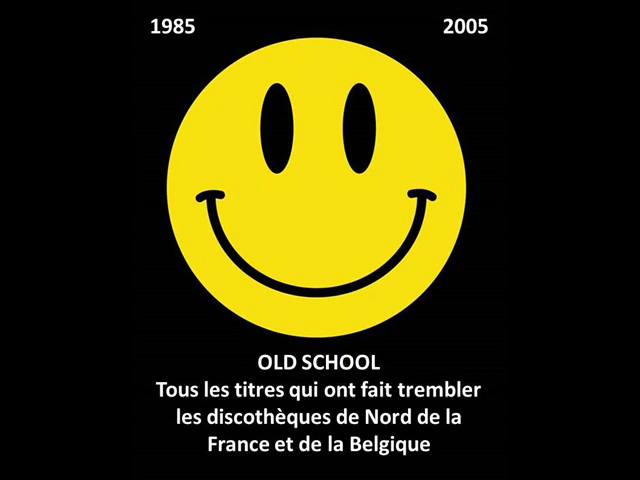 1985 2005
OLD SCHOOL
Tous les titres qui ont fait trembler
les discothèques de Nord de la
France et de la Belgique